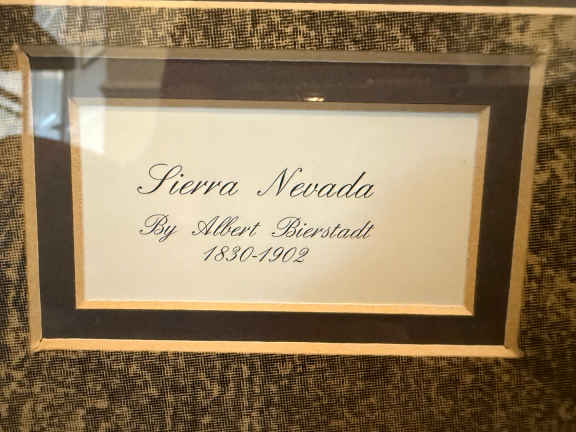 Sierra Nevada
By Albert Bierstadt
1830-1902